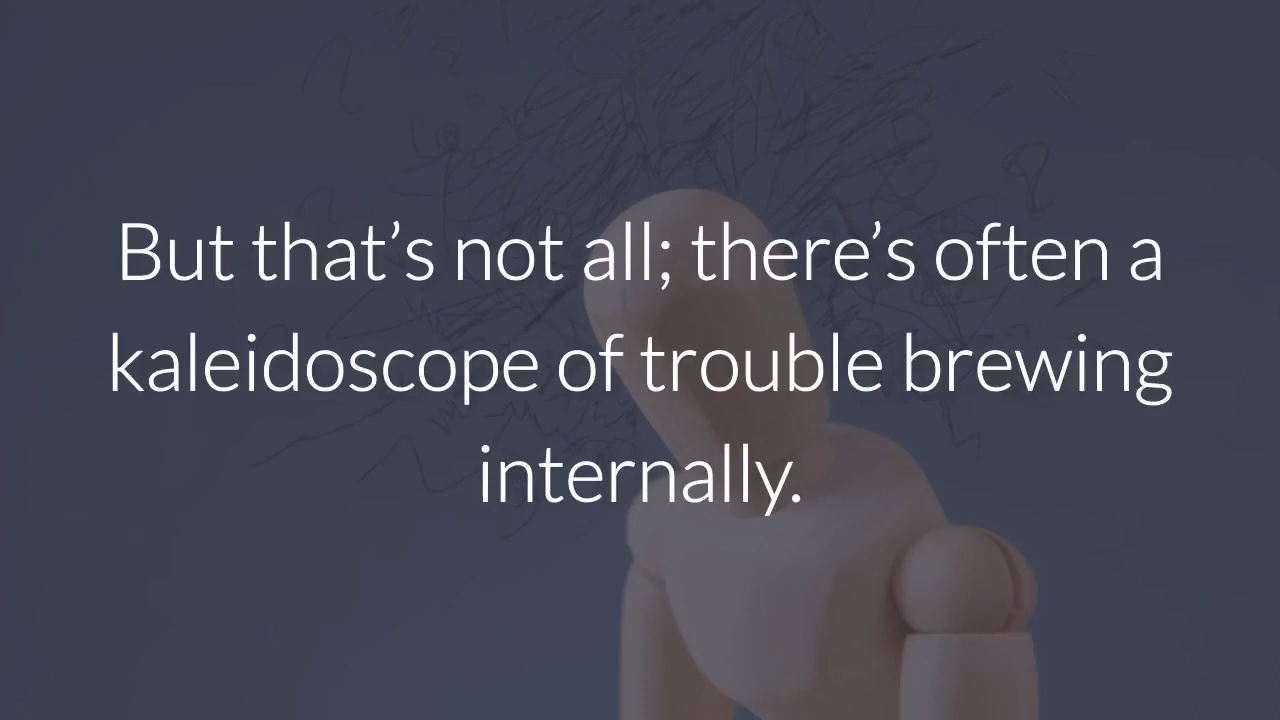 But that’s not all; there’s often a
kaleidoscope of trouble brewing
internally.